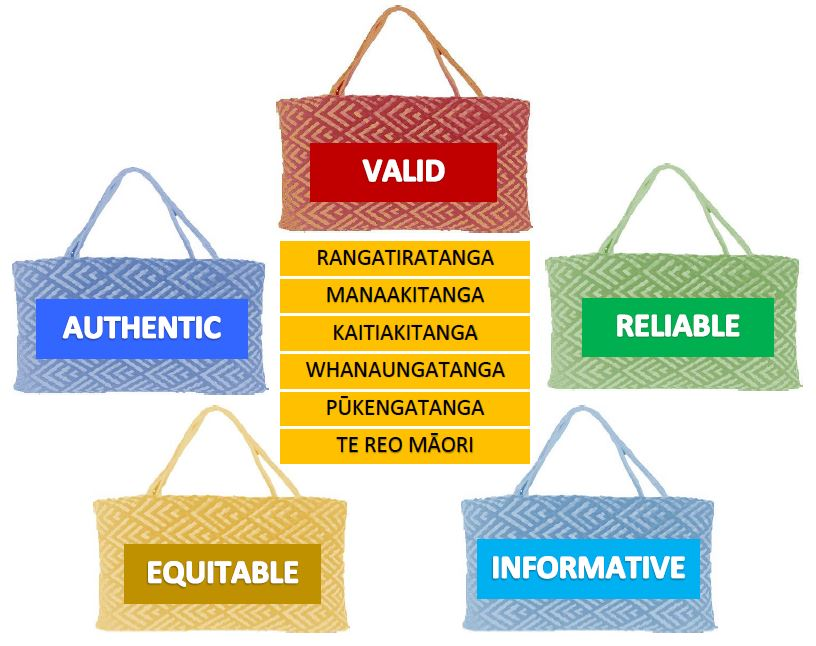 VALID
RANGATIRATANGA
MANAAKITANGA
KAITIAKITANGA
WHANAUNGATANGA
PŪKENGATANGA
TE REO MĀORI
AUTHENTIC
RELIABLE
EQUITABLE
INFORMATIVE